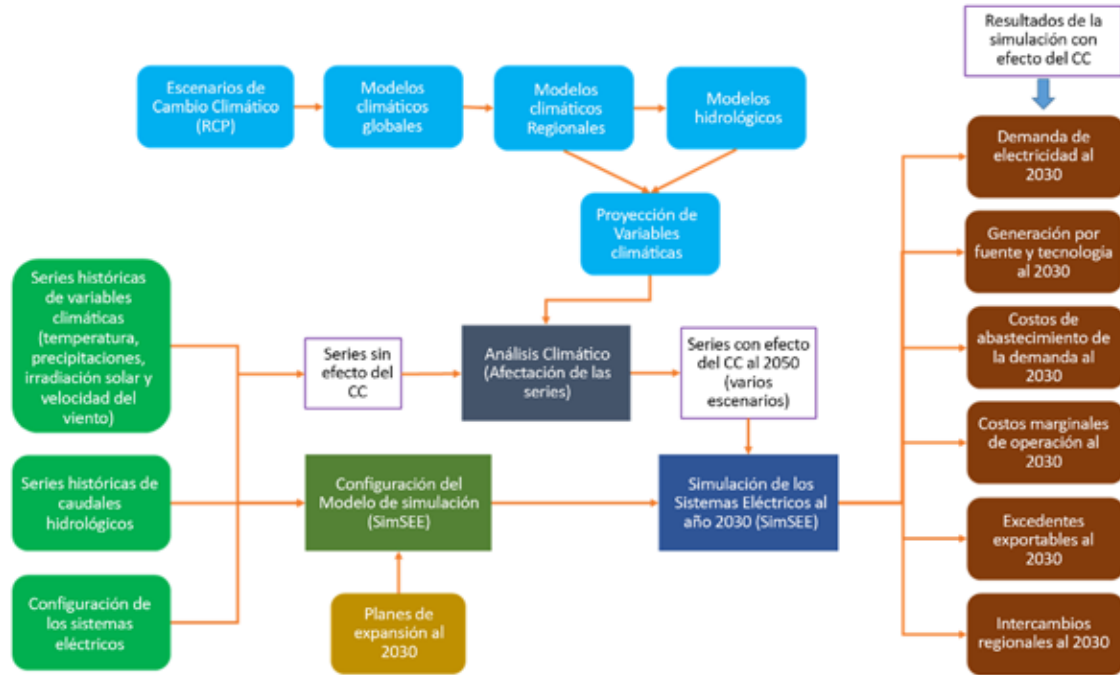 Resultados de la
simulación con
efecto del CC
Escenarios de
Cambio Climático
(RCP)
Modelos
climáticos
globales
Modelos
climáticos
Regionales
Modelos
hidrológicos
Proyección de
Variables
climáticas
Series históricas
de variables
climáticas
(temperatura,
precipitaciones,
irradiación solar y
velocidad del
viento)
Series sin
efecto del
CC
Análisis Climático
(Afectación de las
series)
Series con efecto
del CC al 2050
(varios
escenarios)
Series históricas de
caudales
hidrológicos
Configuración del
Modelo de simulación
(SimSEE)
Simulación de los
Sistemas Eléctricos al
año 2030 (SimSEE)
Configuración de
los sistemas
eléctricos
Planes de
expansión al
2030
Demanda de
electricidad al
2030
Generación por
fuente y tecnología
al 2030
Costos de
abastecimiento de
la demanda al
2030
Costos marginales
de operación al
2030
Excedentes
exportables al
2030
Intercambios
regionales al 2030